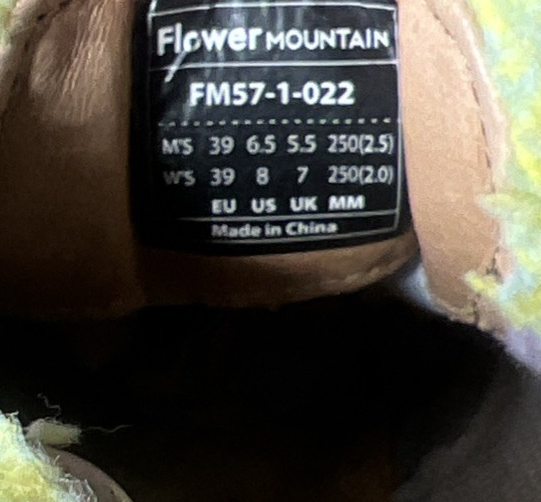 Flower MOUNTAIN
FM57-1-022
M'S 39 6.5 5.5 250(2.5)
W'S 39 8 7 250(2.0)
EU US UK MM
Made in China